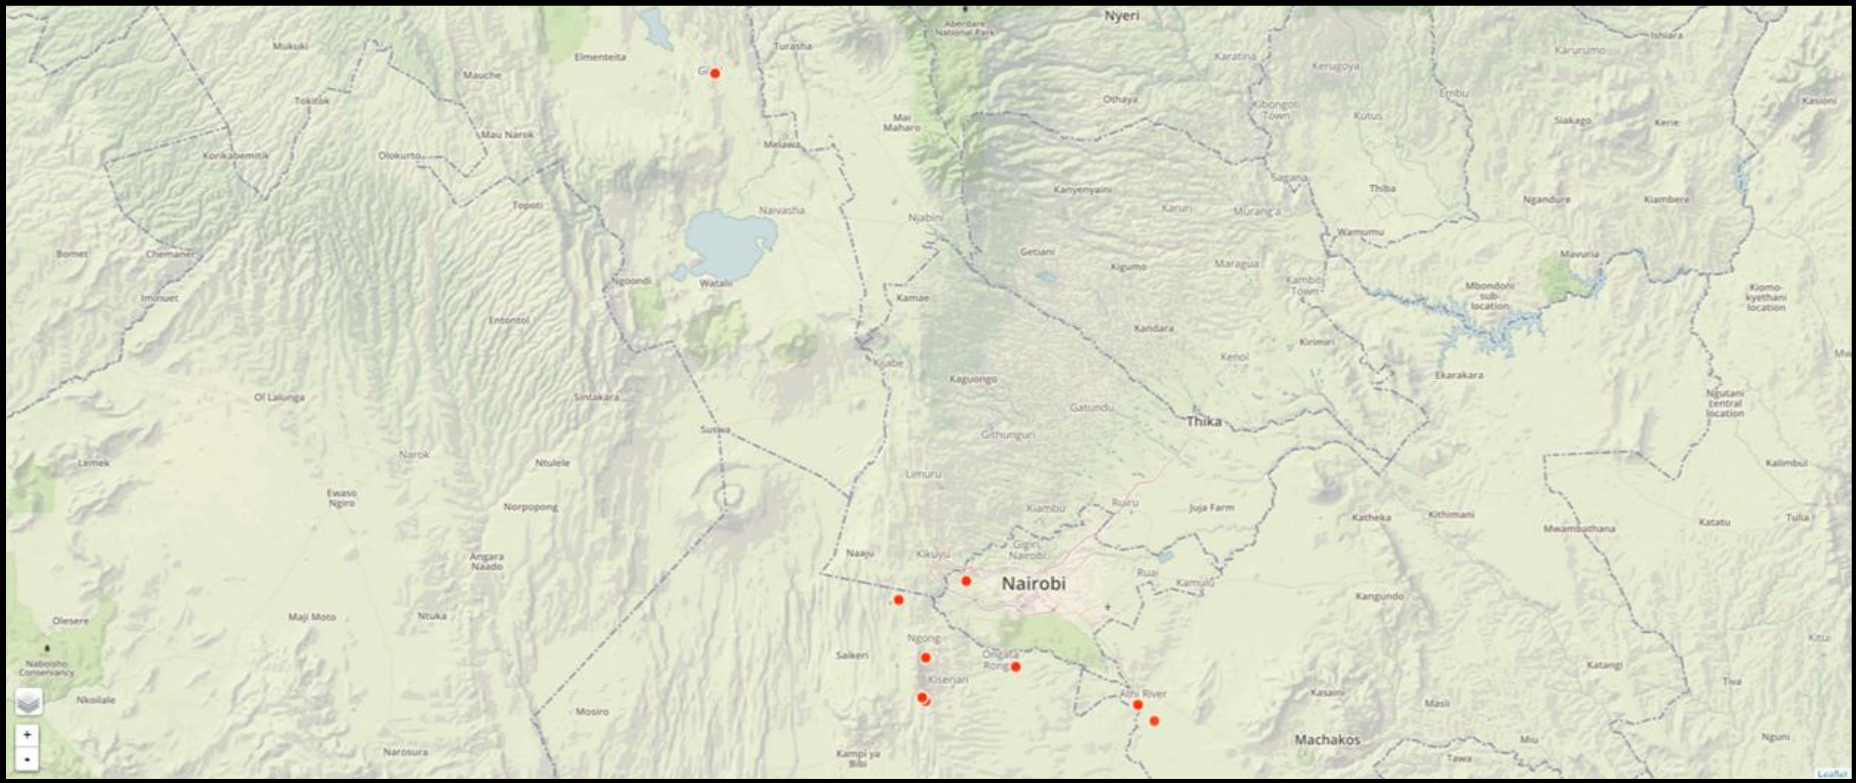 Nyeri
Aberdare
National Park
Ishiara
Mukuki
Turasha
Karurumo
Elmenteita
Karatina
Kerugoya
Mauche
Embu
Tokitok
Othaya
Kibongoti
Town
Kasioni
Mai
Maharo
Kutus
Siakago
Kerie
Mau Narok
Melawa
Korikabemitik
Olokurto
Sagana
Kanyenyaini
Thiba
Topoti
Naivasha
Njabini
Karuri
Murang'a
Ngandure
Kiambere
Wamumu
Bomet
Chemaner
Getiani
Kigumo
Maragua
Mavuria
Ngoondi
Watalii
Kambiti
Town
Mbondoni
sub-
location
Kiomo-
kyethani
location
Iminuet
Kamae
Entontol
Kandara
Kirimiri
Kijabe
Kenol
Mw
Kaguongo
Ekarakara
Ol Lalunga
Sintakara
Gatundu
Ngutani
central
location
Suswa
Thika
Githunguri
Lemek
Narok
Ntulele
Limuru
Kalimbui
Ewaso
Ngiro
Norpopong
Kiambu
Ruiru
Juja Farm
Katheka
Kithimani
Mwambathana
Katatu
Tulia
Angara
Naado
Naaju
Kikuyu
Gigiri,
Nairobi
Nairobi
Ruai
Kamulu
Kangundo
Olesere
Maji Moto
Ntuka
Ngong
Kitui
Naboisho
Conservancy
Saikeri
Ongata
Rong
Kiserian
Katangi
Tiva
Nkoilale
Mosiro
Athi River
Kasaini
Masii
Narosura
Kampi ya
Bibi
Machakos
Miu
Nguni
Tawa
+
-
Leaflet